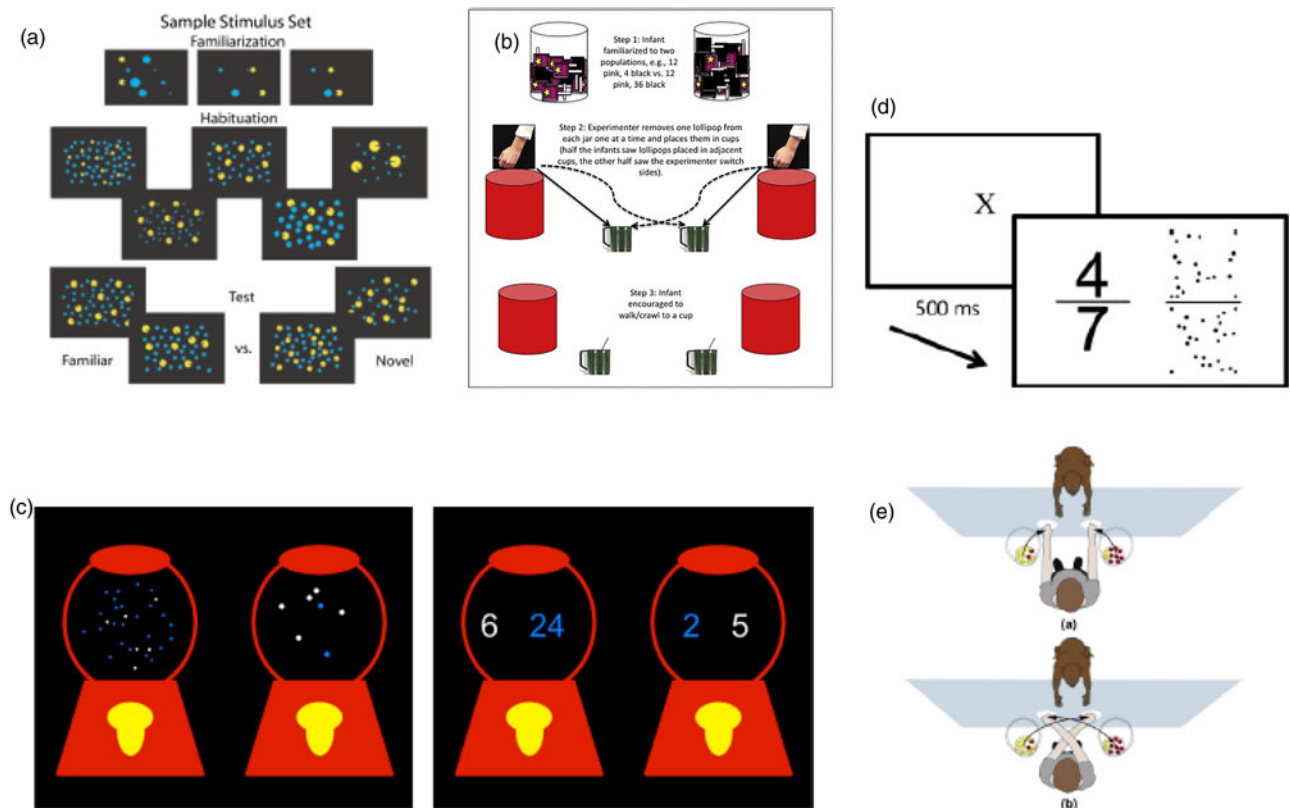 (a)
Sample Stimulus Set
Familiarization
Habituation
Test
Familiar
vs.
Novel
(b)
Step 1: Infant
familiarized to two
populations, e.g., 12
pink, 4 black vs. 12
pink, 36 black
Step 2: Experimenter removes one lollipop from
each jar one at a time and places them in cups
(half the infants saw lollipops placed in adjacent
cups, the other half saw the experimenter switch
sides).
Step 3: Infant
encouraged to
walk/crawl to a cup
(d)
X
500 ms
4
7
(c)
6 24
2 5
(e)
(a)
(b)